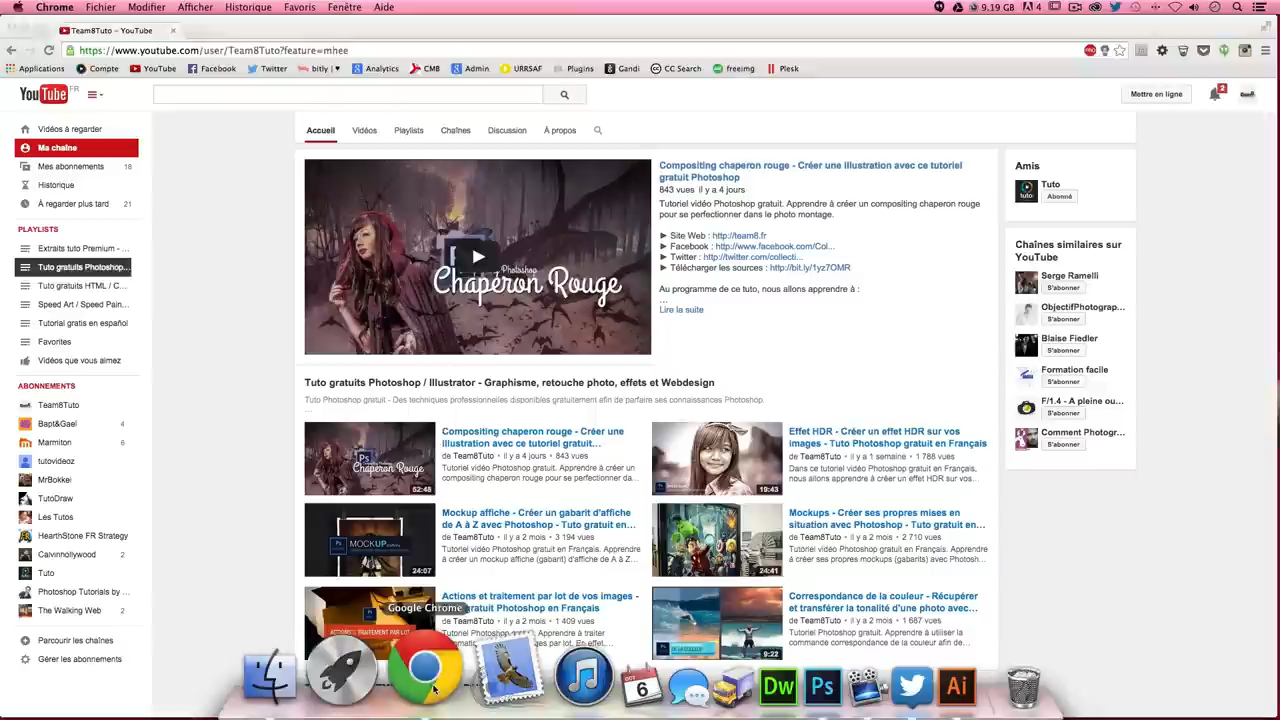 Chrome Fichier Modifier Afficher Historique Favoris Fenêtre Aide 9.19 GB 4
Team8Tuto – YouTube
https://www.youtube.com/user/Team8Tuto?feature=mhee
Applications Compte YouTube Facebook Twitter bitly | ♥ Analytics CMB Admin URRSAF Plugins Gandi CC Search freeimg Plesk
YouTube FR
Mettre en ligne 2
Vidéos à regarder
Ma chaîne
Mes abonnements 18
Historique
À regarder plus tard 21
PLAYLISTS
Extraits tuto Premium - ...
Tuto gratuits Photoshop...
Tuto gratuits HTML / C...
Speed Art / Speed Pain...
Tutorial gratis en español
Favorites
Vidéos que vous aimez
ABONNEMENTS
Team8Tuto
Bapt&Gael 4
Marmiton 6
tutovideoz
MrBokkei
TutoDraw
Les Tutos
HearthStone FR Strategy
Calvinhollywood 2
Tuto
Photoshop Tutorials by ...
The Walking Web 2
Parcourir les chaînes
Gérer les abonnements
Accueil Vidéos Playlists Chaînes Discussion À propos
Photoshop
Chaperon Rouge
Compositing chaperon rouge - Créer une illustration avec ce tutoriel
gratuit Photoshop
843 vues il y a 4 jours
Tutoriel vidéo Photoshop gratuit. Apprendre à créer un compositing chaperon rouge
pour se perfectionner dans le photo montage.
► Site Web : http://team8.fr
► Facebook : http://www.facebook.com/Col...
► Twitter : http://twitter.com/collecti...
► Télécharger les sources : http://bit.ly/1yz7OMR
Au programme de ce tuto, nous allons apprendre à :
...
Lire la suite
Tuto gratuits Photoshop / Illustrator - Graphisme, retouche photo, effets et Webdesign
Tuto Photoshop gratuit - Des techniques professionnelles disponibles gratuitement afin de parfaire ses connaissances Photoshop.
...
Ps
Chaperon Rouge
52:48
Compositing chaperon rouge - Créer une
illustration avec ce tutoriel gratuit...
de Team8Tuto • il y a 4 jours • 843 vues
Tutoriel vidéo Photoshop gratuit. Apprendre à créer un
compositing chaperon rouge pour se perfectionner da...
19:43
Effet HDR - Créer un effet HDR sur vos
images - Tuto Photoshop gratuit en Français
de Team8Tuto • il y a 1 semaine • 1 788 vues
Dans ce tutoriel vidéo Photoshop gratuit en Français,
nous allons apprendre à créer un effet HDR sur vos...
Ps MOCKUP
24:07
Mockup affiche - Créer un gabarit d'affiche
de A à Z avec Photoshop - Tuto gratuit en...
de Team8Tuto • il y a 2 mois • 3 194 vues
Tutoriel vidéo Photoshop gratuit en Français. Apprendre
à créer un mockup affiche (gabarit) d'affiche de A à Z...
24:41
Mockups - Créer ses propres mises en
situation avec Photoshop - Tuto gratuit en...
de Team8Tuto • il y a 2 mois • 2 710 vues
Tutoriel vidéo Photoshop gratuit en Français. Apprendre
à créer ses propres mockups (gabarits) avec Photosh...
ACTIONS & TRAITEMENT PAR LOT
Actions et traitement par lot de vos images -
gratuit Photoshop en Français
de Team8Tuto • il y a 2 mois • 1 409 vues
Tutoriel vidéo Photoshop gratuit. Apprendre à traiter
9:22
Correspondance de la couleur - Récupérer
et transférer la tonalité d'une photo avec...
de Team8Tuto • il y a 2 mois • 1 687 vues
Tutoriel vidéo Photoshop gratuit. Apprendre à utiliser la
commande correspondance de la couleur afin de...
Amis
Tuto
Abonné
Chaînes similaires sur
YouTube
Serge Ramelli
S'abonner
ObjectifPhotograp...
S'abonner
Blaise Fiedler
S'abonner
Formation facile
S'abonner
F/1.4 - A pleine ou...
S'abonner
Comment Photogr...
S'abonner
Google Chrome
OCT
6
Dw Ps Ai